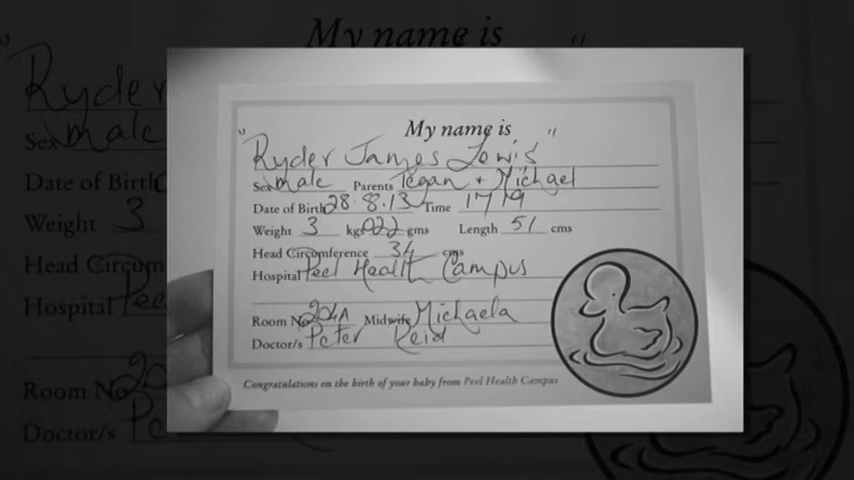 My name is
"Ryder James Lewis"
Sex male Parents Tegan + Michael
Date of Birth 28.8.13 Time 1719
Weight 3 kgs 022 gms Length 51 cms
Head Circumference 34 cms
Hospital Peel Health Campus
Room No 204A Midwife Michaela
Doctor/s Peter Reid
Congratulations on the birth of your baby from Peel Health Campus